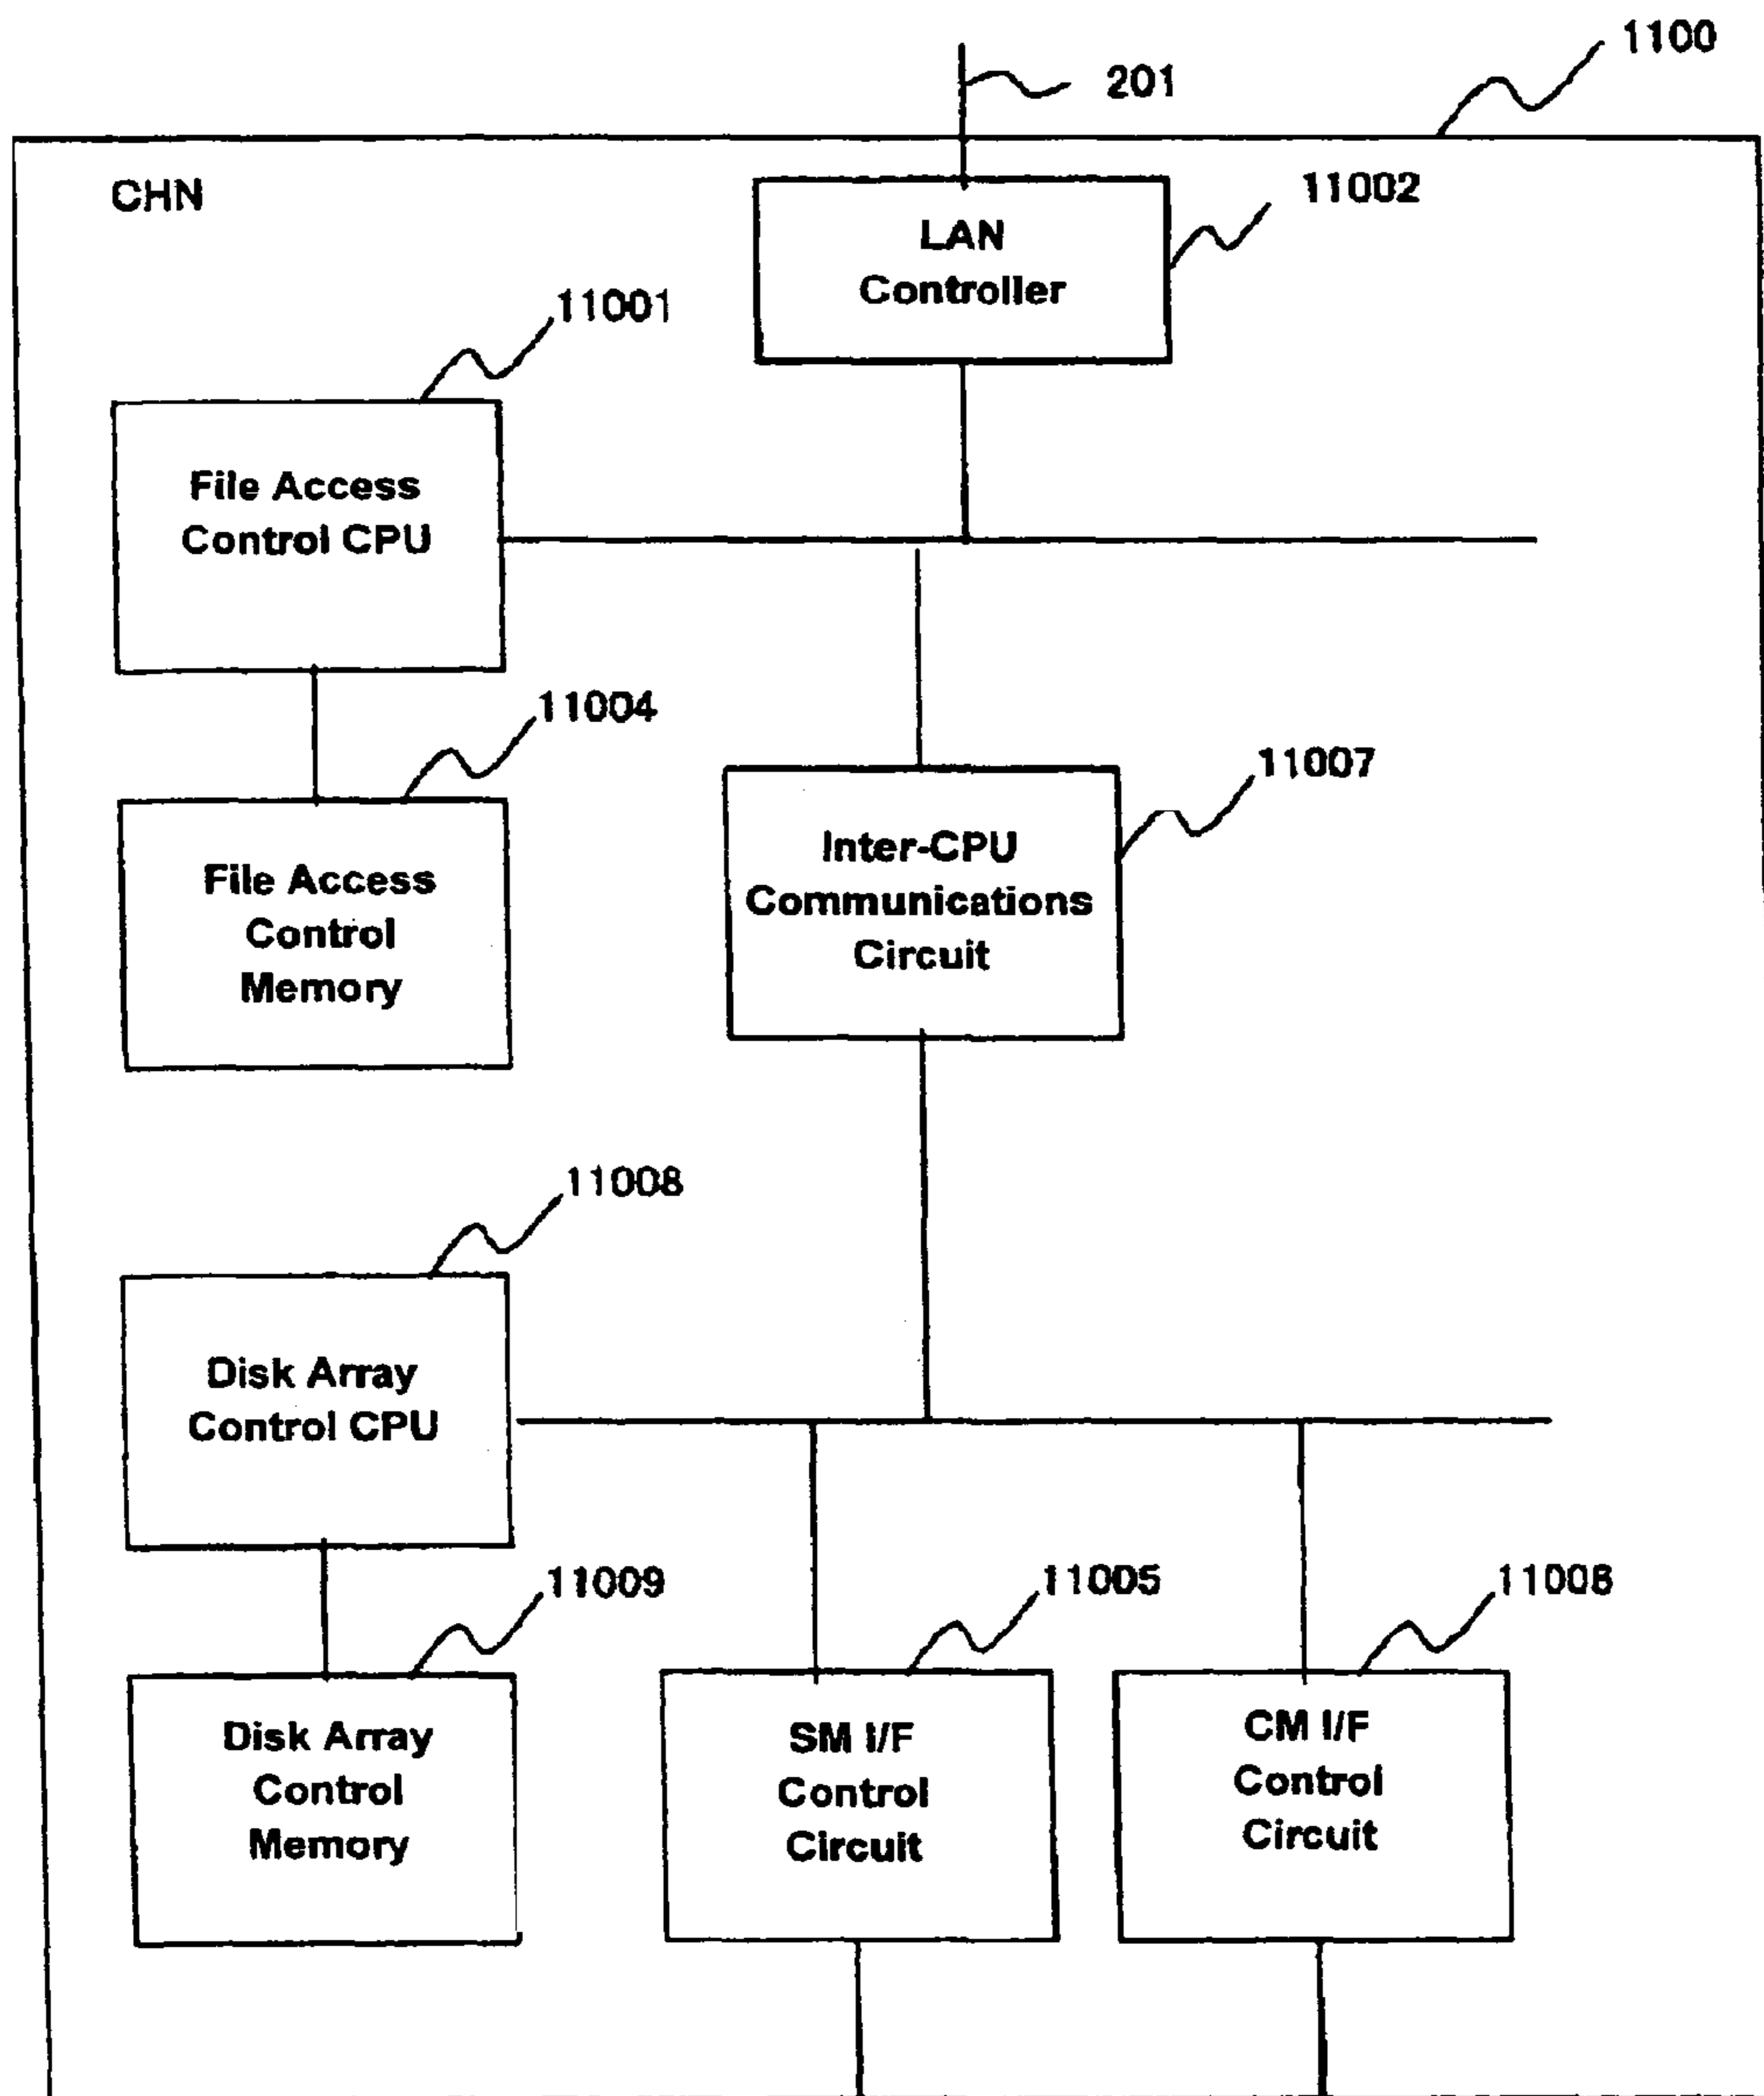 1100
201
CHN
11002
LAN
Controller
11001
File Access
Control CPU
11004
File Access
Control
Memory
11007
Inter-CPU
Communications
Circuit
11008
Disk Array
Control CPU
11009
Disk Array
Control
Memory
11005
SM I/F
Control
Circuit
11006
CM I/F
Control
Circuit